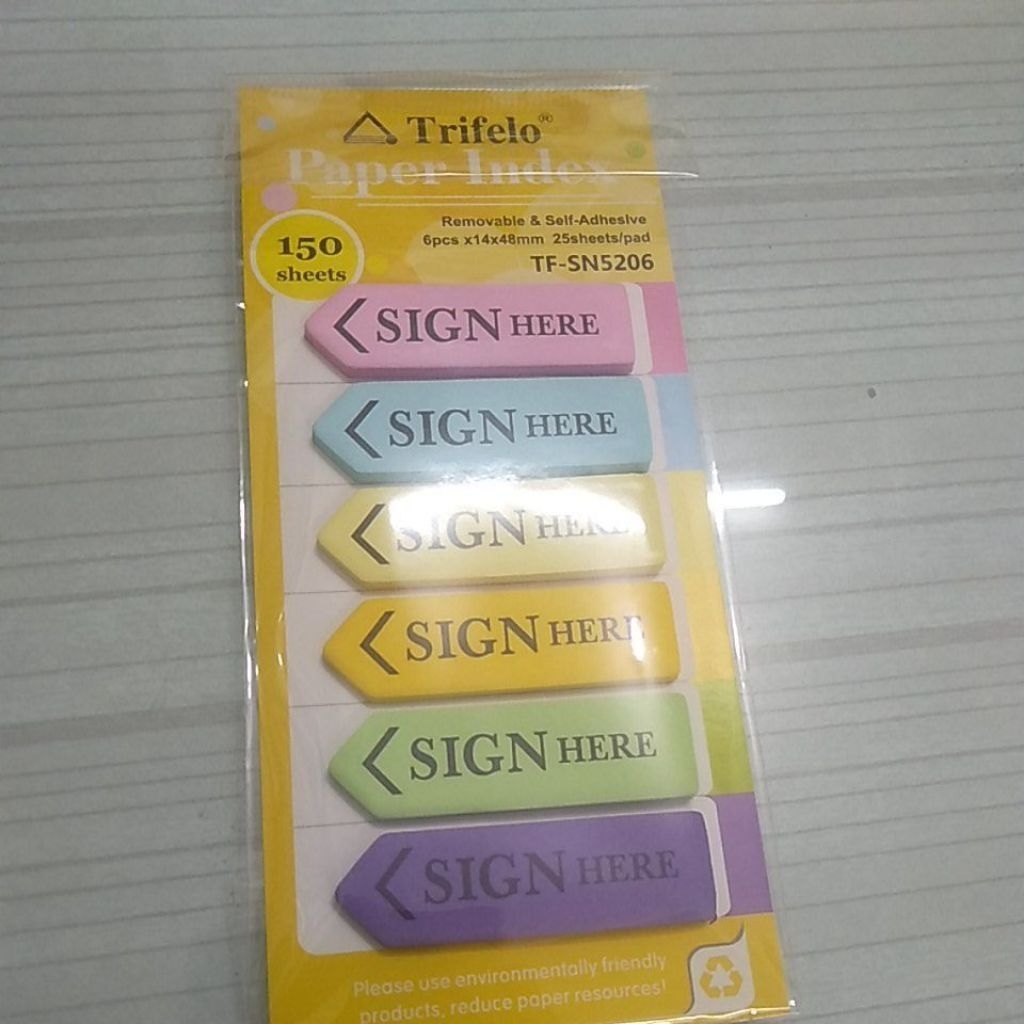 Trifelo®
Paper Index
Removable & Self-Adhesive
6pcs x14x48mm 25sheets/pad
TF-SN5206
150
sheets
SIGN HERE
SIGN HERE
SIGN HERE
SIGN HERE
SIGN HERE
SIGN HERE
Please use environmentally friendly
products, reduce paper resources!